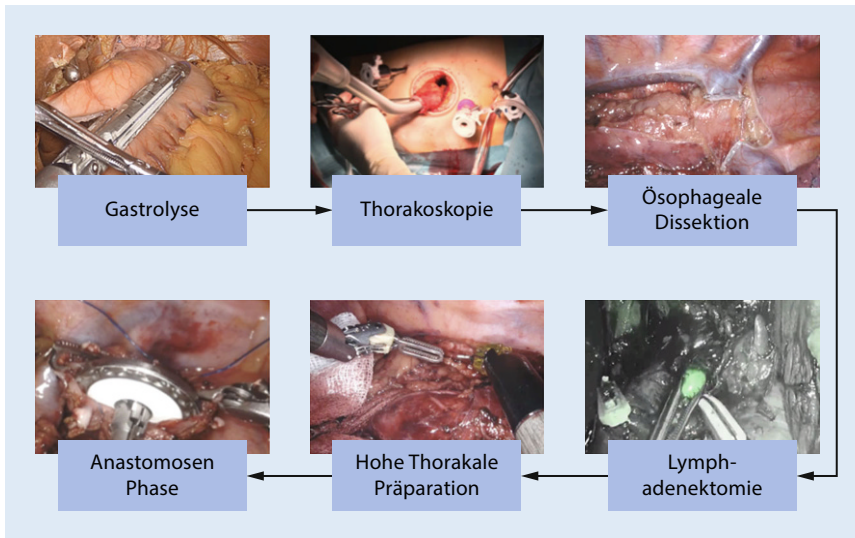 Gastrolyse
Thorakoskopie
Ösophageale
Dissektion
Lymph-
adenektomie
Hohe Thorakale
Präparation
Anastomosen
Phase